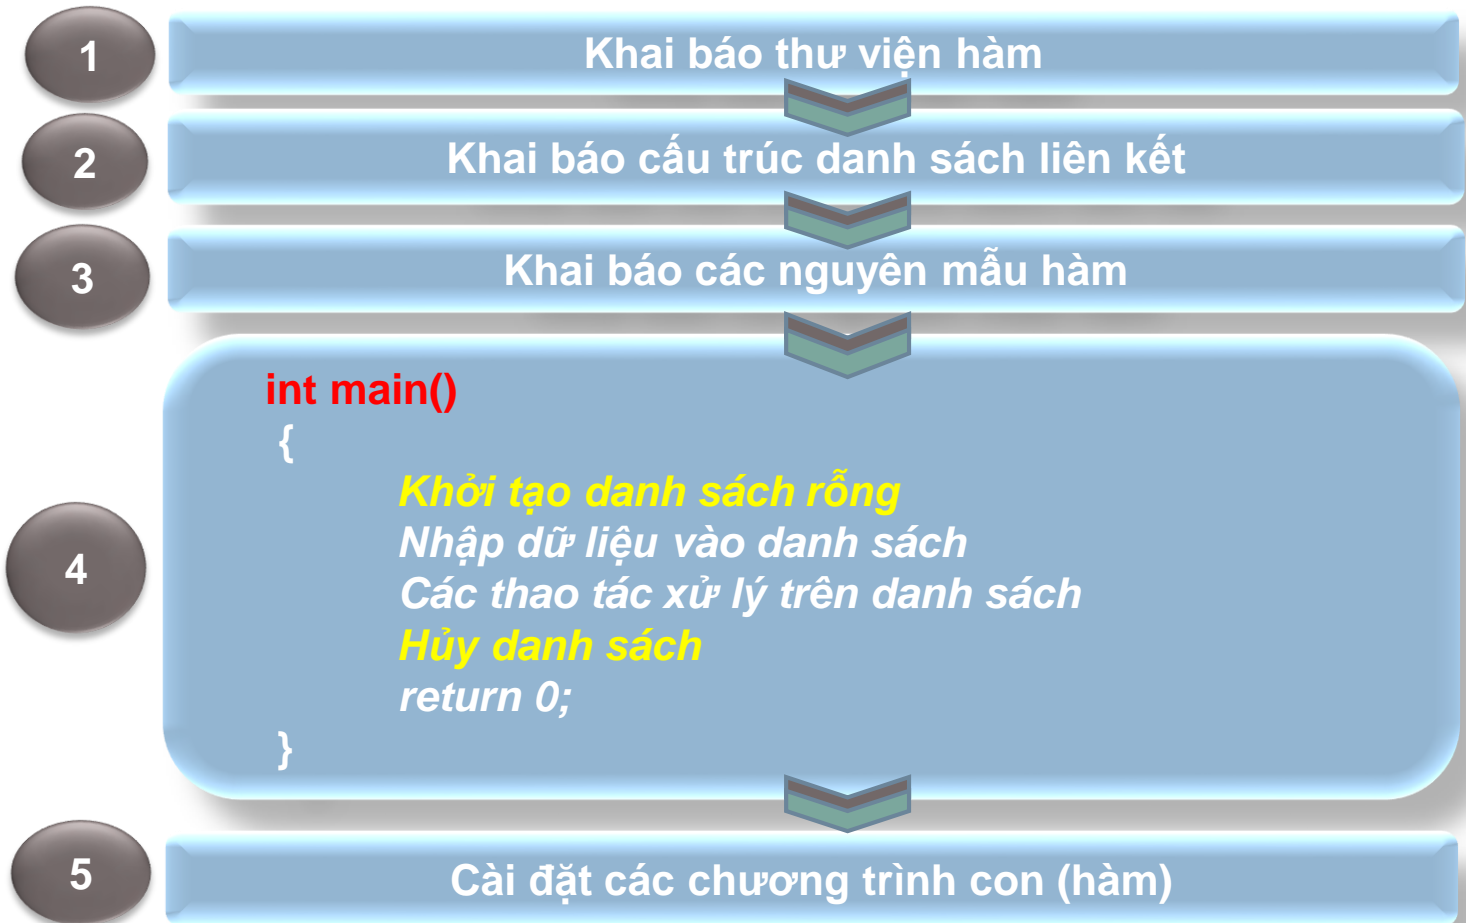 1
Khai báo thư viện hàm
2
Khai báo cấu trúc danh sách liên kết
3
Khai báo các nguyên mẫu hàm
4
int main()
{
Khởi tạo danh sách rỗng
Nhập dữ liệu vào danh sách
Các thao tác xử lý trên danh sách
Hủy danh sách
return 0;
}
5
Cài đặt các chương trình con (hàm)